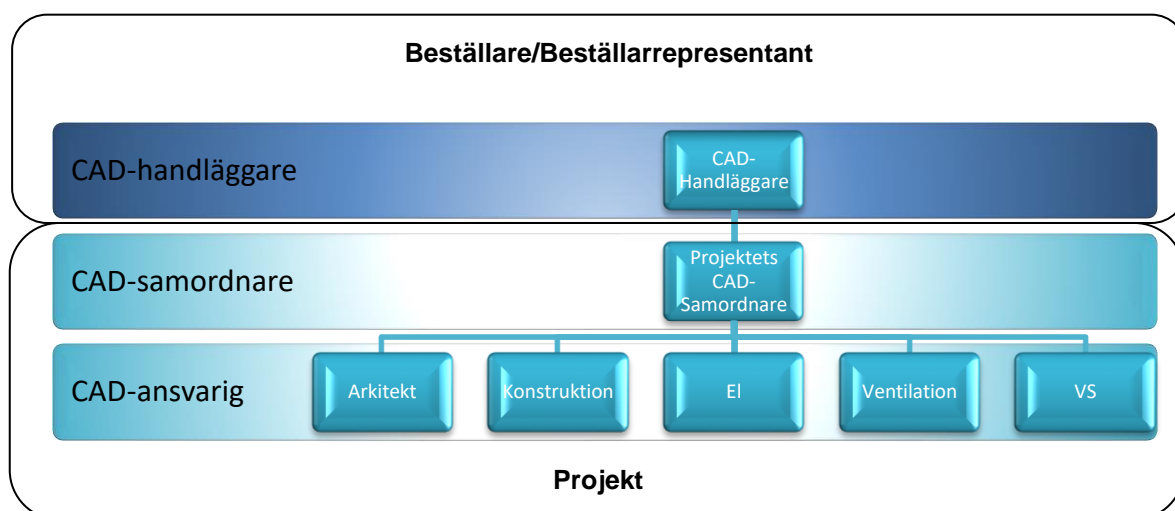 Beställare/Beställarrepresentant
CAD-handläggare
CAD-
Handläggare
CAD-samordnare
Projektets
CAD-
Samordnare
CAD-ansvarig
Arkitekt
Konstruktion
El
Ventilation
VS
Projekt